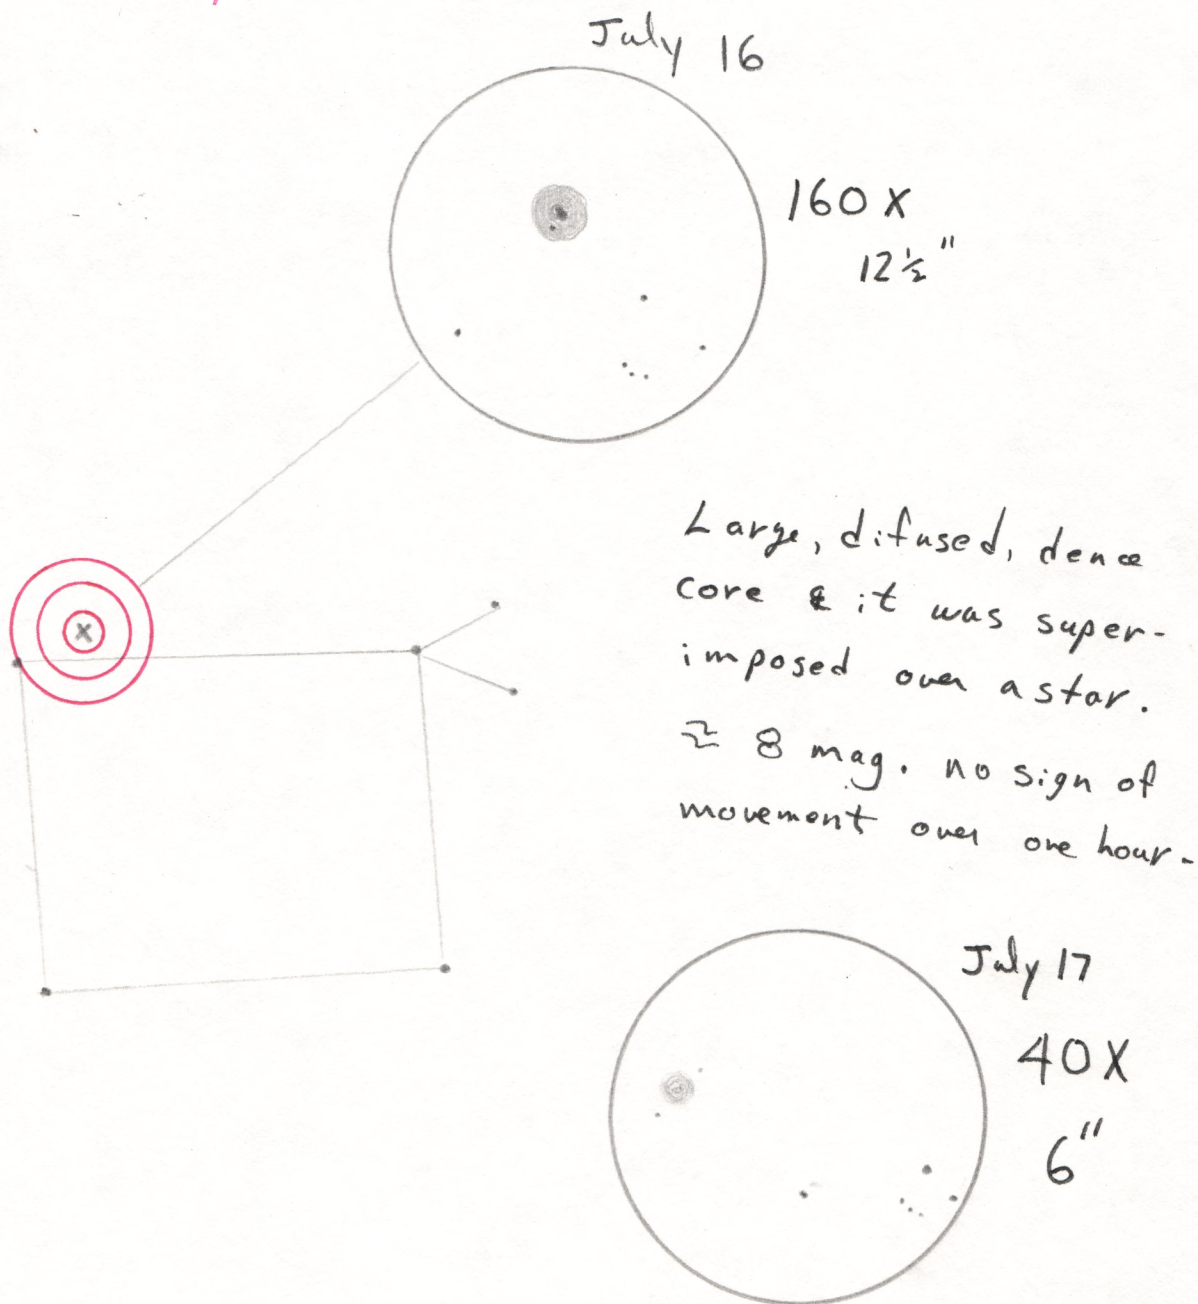 July 16
160 X
12½"
Large, difused, dence
core & it was super-
imposed over a star.
≈ 8 mag. no sign of
movement over one hour.
July 17
40X
6"